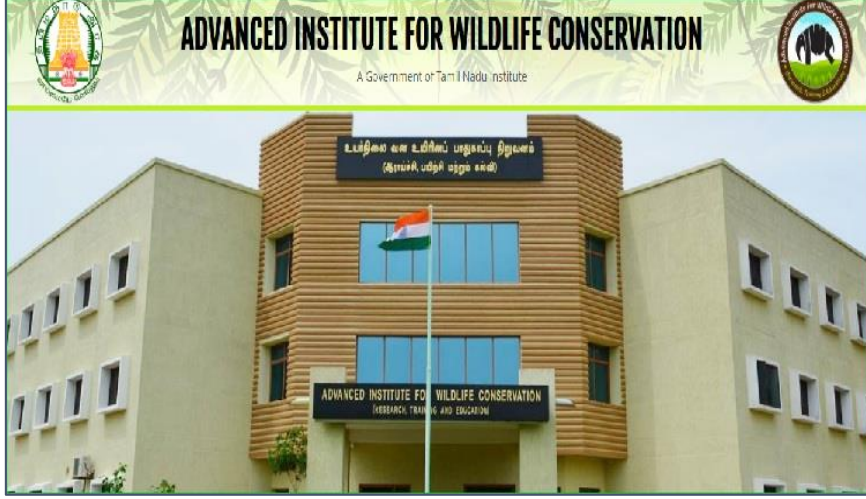 ADVANCED INSTITUTE FOR WILDLIFE CONSERVATION
A Government of Tamil Nadu Institute
உயர்நிலை வன உயிரினப் பாதுகாப்பு நிறுவனம்
(ஆராய்ச்சி, பயிற்சி மற்றும் கல்வி)
ADVANCED INSTITUTE FOR WILDLIFE CONSERVATION
(RESEARCH, TRAINING AND EDUCATION)